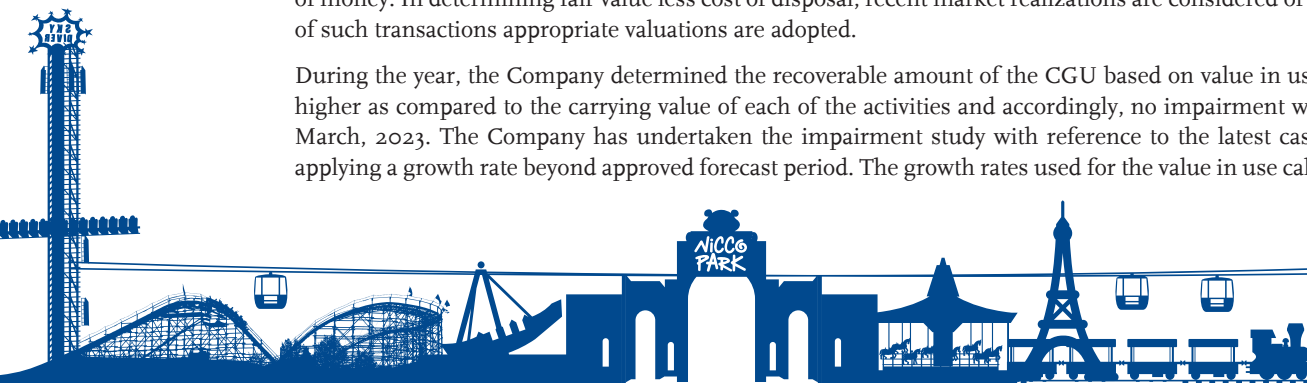 of money. In determining fair value less cost of disposal, recent market realizations are considered or
of such transactions appropriate valuations are adopted.
During the year, the Company determined the recoverable amount of the CGU based on value in us
higher as compared to the carrying value of each of the activities and accordingly, no impairment w
March, 2023. The Company has undertaken the impairment study with reference to the latest cas
applying a growth rate beyond approved forecast period. The growth rates used for the value in use cal
SKY
DIVER
NICCO
PARK